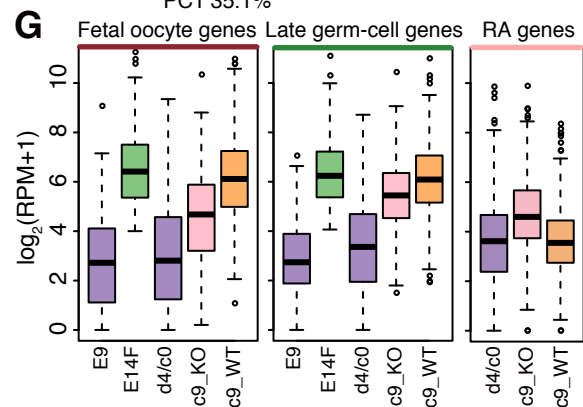 PC1 35.1%
G
Fetal oocyte genes Late germ-cell genes RA genes
log2(RPM+1)
10
8
6
4
2
0
E9 E14F d4/c0 c9_KO c9_WT E9 E14F d4/c0 c9_KO c9_WT d4/c0 c9_KO c9_WT